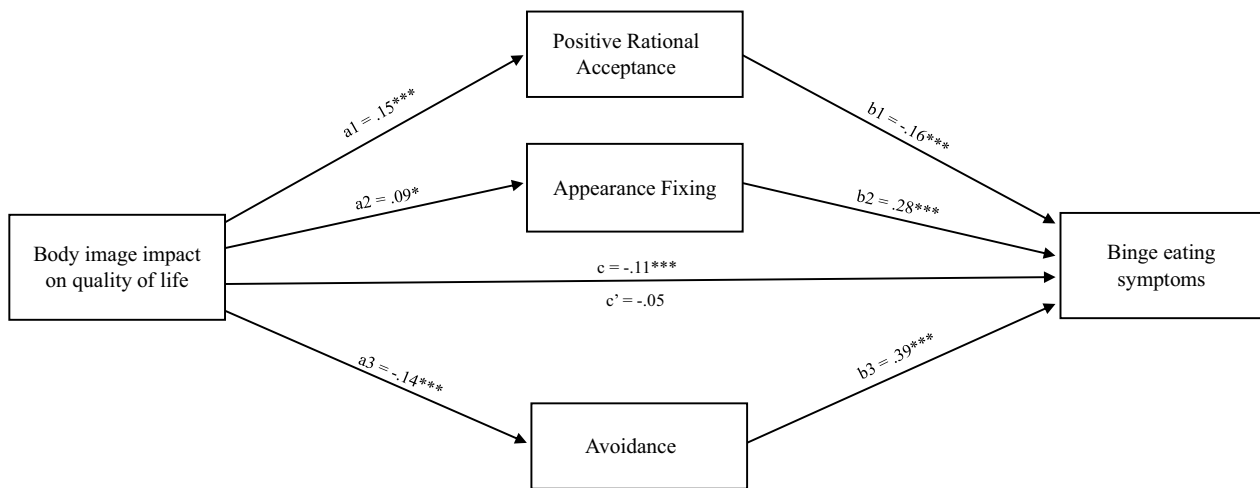 Positive Rational
Acceptance
a1 = .15***
b1 = -.16***
Appearance Fixing
a2 = .09*
b2 = .28***
Body image impact
on quality of life
c = -.11***
c’ = -.05
Binge eating
symptoms
a3 = -.14***
b3 = .39***
Avoidance